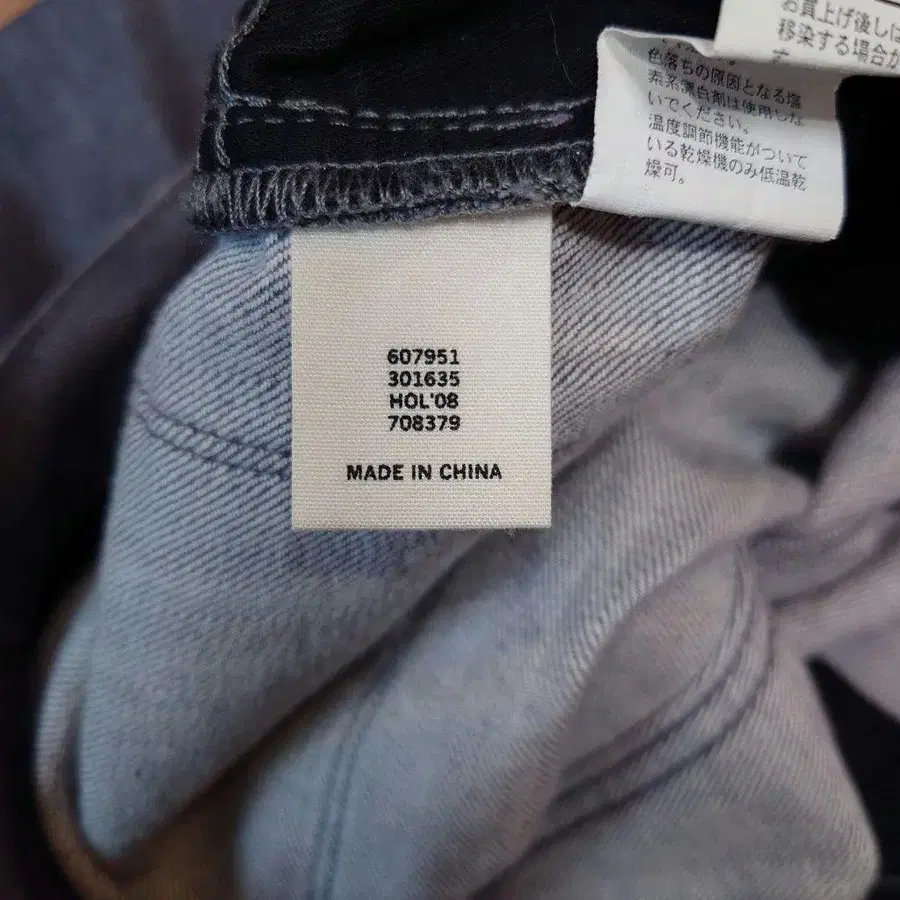 お買上げ後しば
移染する場合が
色落ちの原因となる塩
素系漂白剤は使用しな
いでください。
温度調節機能がついて
いる乾燥機のみ低温乾
燥可。
607951
301635
HOL'08
708379
MADE IN CHINA